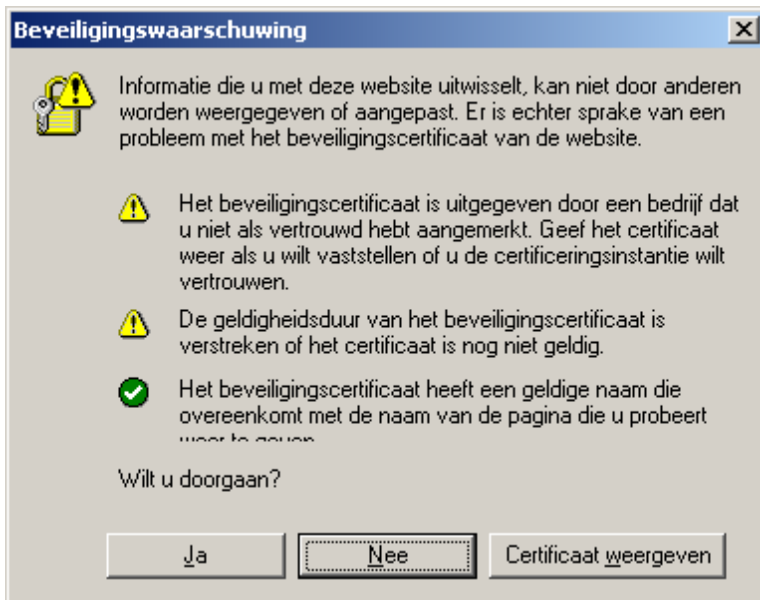 Beveiligingswaarschuwing
Informatie die u met deze website uitwisselt, kan niet door anderen
worden weergegeven of aangepast. Er is echter sprake van een
probleem met het beveiligingscertificaat van de website.
Het beveiligingscertificaat is uitgegeven door een bedrijf dat
u niet als vertrouwd hebt aangemerkt. Geef het certificaat
weer als u wilt vaststellen of u de certificeringsinstantie wilt
vertrouwen.
De geldigheidsduur van het beveiligingscertificaat is
verstreken of het certificaat is nog niet geldig.
Het beveiligingscertificaat heeft een geldige naam die
overeenkomt met de naam van de pagina die u probeert
weer te geven
Wilt u doorgaan?
Ja
Nee
Certificaat weergeven